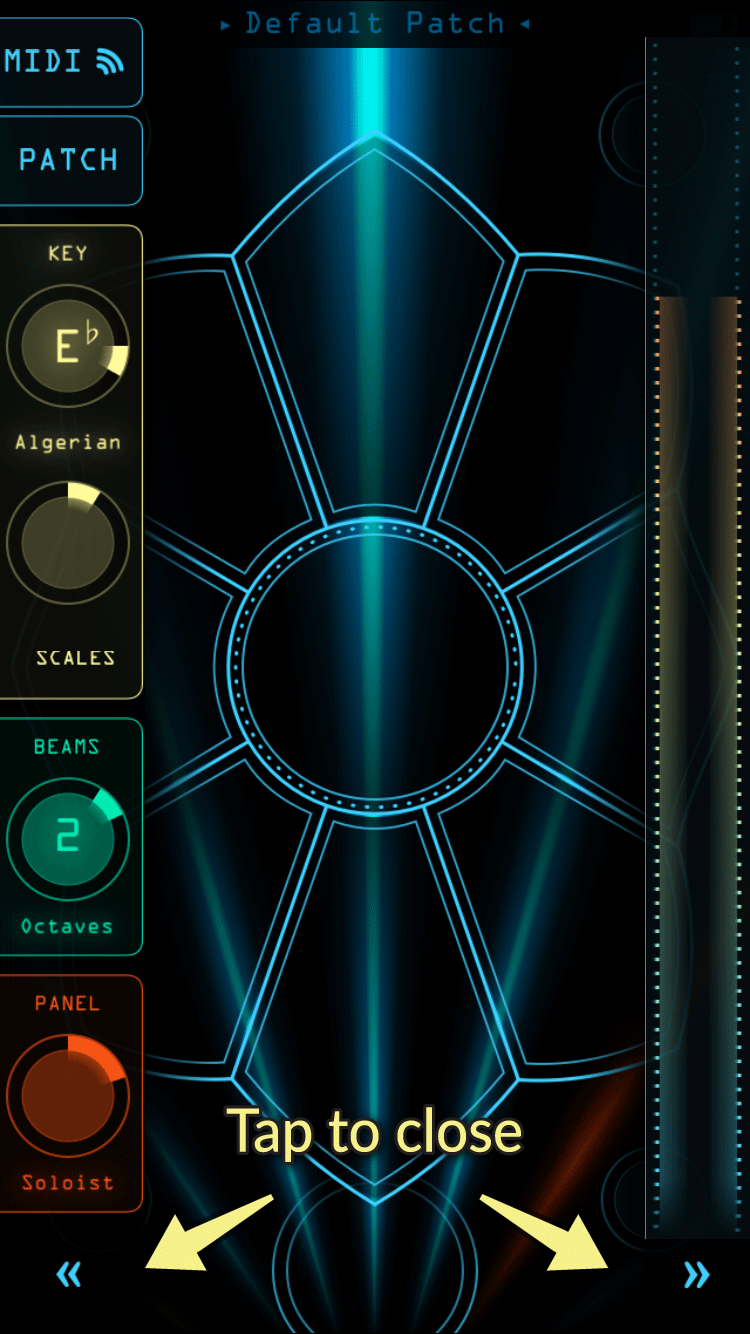 ▸ Default Patch ◂
MIDI
PATCH
KEY
E♭
Algerian
SCALES
BEAMS
2
Octaves
PANEL
Soloist
Tap to close
« »